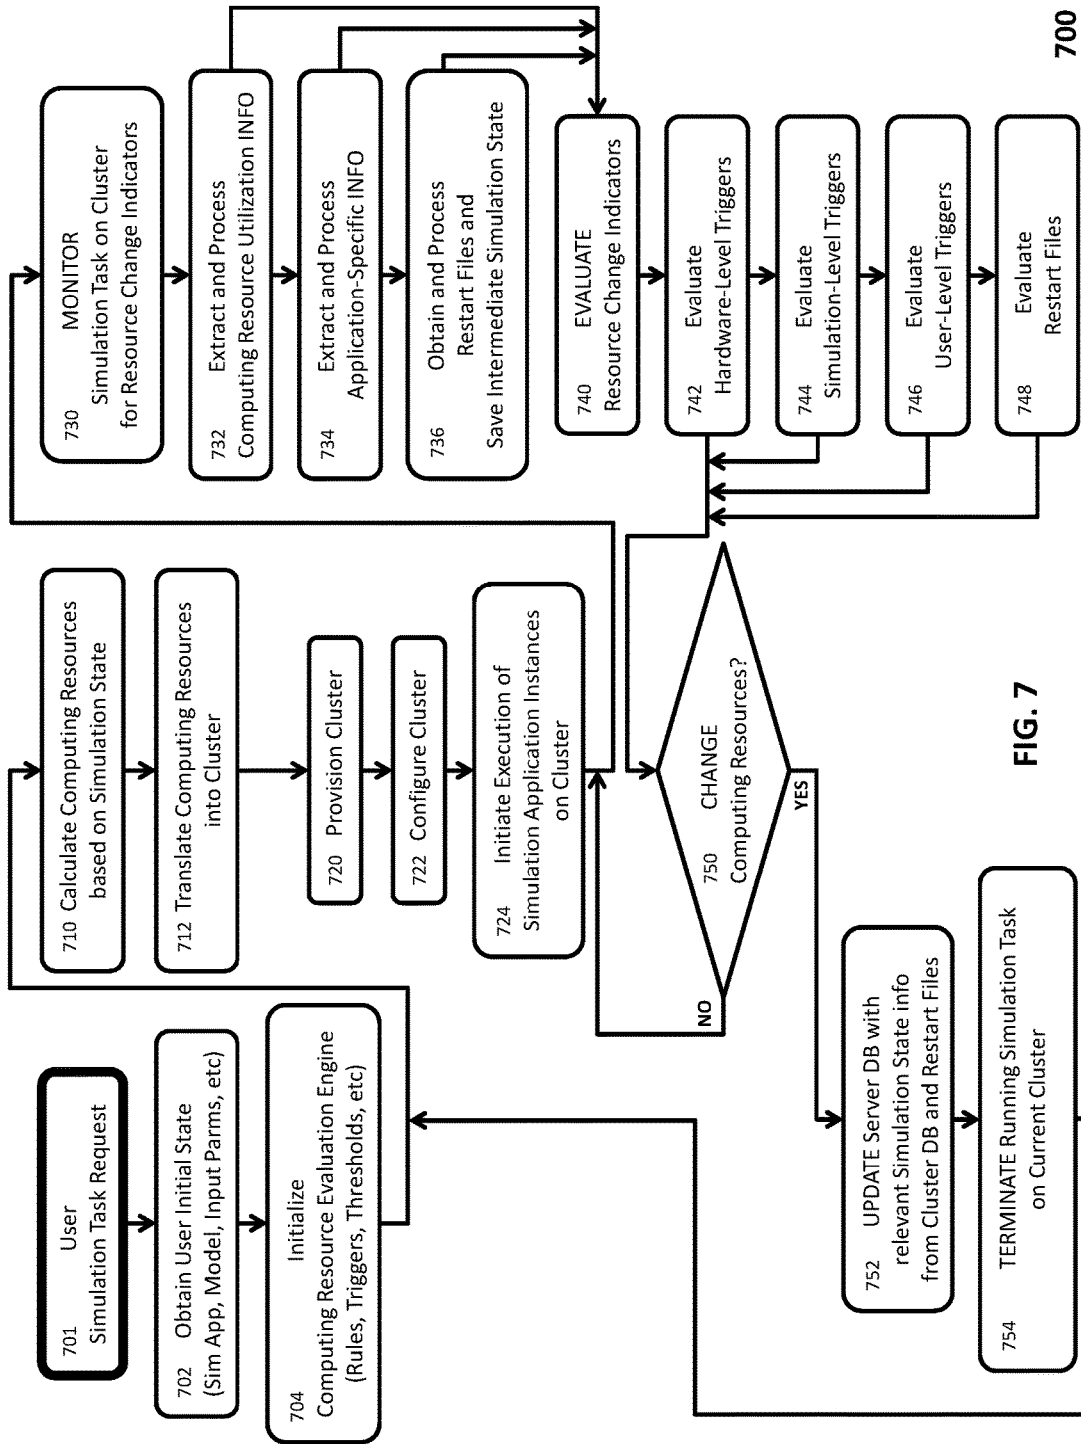 701 User
Simulation Task Request
702 Obtain User Initial State
(Sim App, Model, Input Parms, etc)
704 Initialize
Computing Resource Evaluation Engine
(Rules, Triggers, Thresholds, etc)
710 Calculate Computing Resources
based on Simulation State
712 Translate Computing Resources
into Cluster
720 Provision Cluster
722 Configure Cluster
724 Initiate Execution of
Simulation Application Instances
on Cluster
730 MONITOR
Simulation Task on Cluster
for Resource Change Indicators
732 Extract and Process
Computing Resource Utilization INFO
734 Extract and Process
Application-Specific INFO
736 Obtain and Process
Restart Files and
Save Intermediate Simulation State
740 EVALUATE
Resource Change Indicators
742 Evaluate
Hardware-Level Triggers
744 Evaluate
Simulation-Level Triggers
746 Evaluate
User-Level Triggers
748 Evaluate
Restart Files
750 CHANGE
Computing Resources?
NO
YES
752 UPDATE Server DB with
relevant Simulation State info
from Cluster DB and Restart Files
754 TERMINATE Running Simulation Task
on Current Cluster
FIG. 7
700